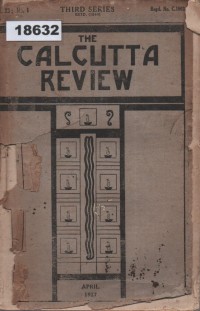 THIRD SERIES
18632
THE
CALCUTTA
REVIEW
APRIL
1921